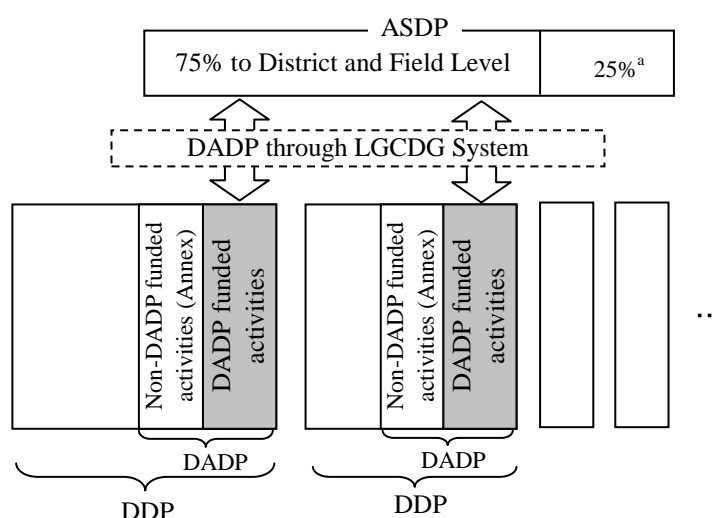 ASDP
75% to District and Field Level
25%a
DADP through LGCDG System
Non-DADP funded
activities (Annex)
DADP funded
activities
Non-DADP funded
activities (Annex)
DADP funded
activities
..
DADP
DADP
DDP
DDP